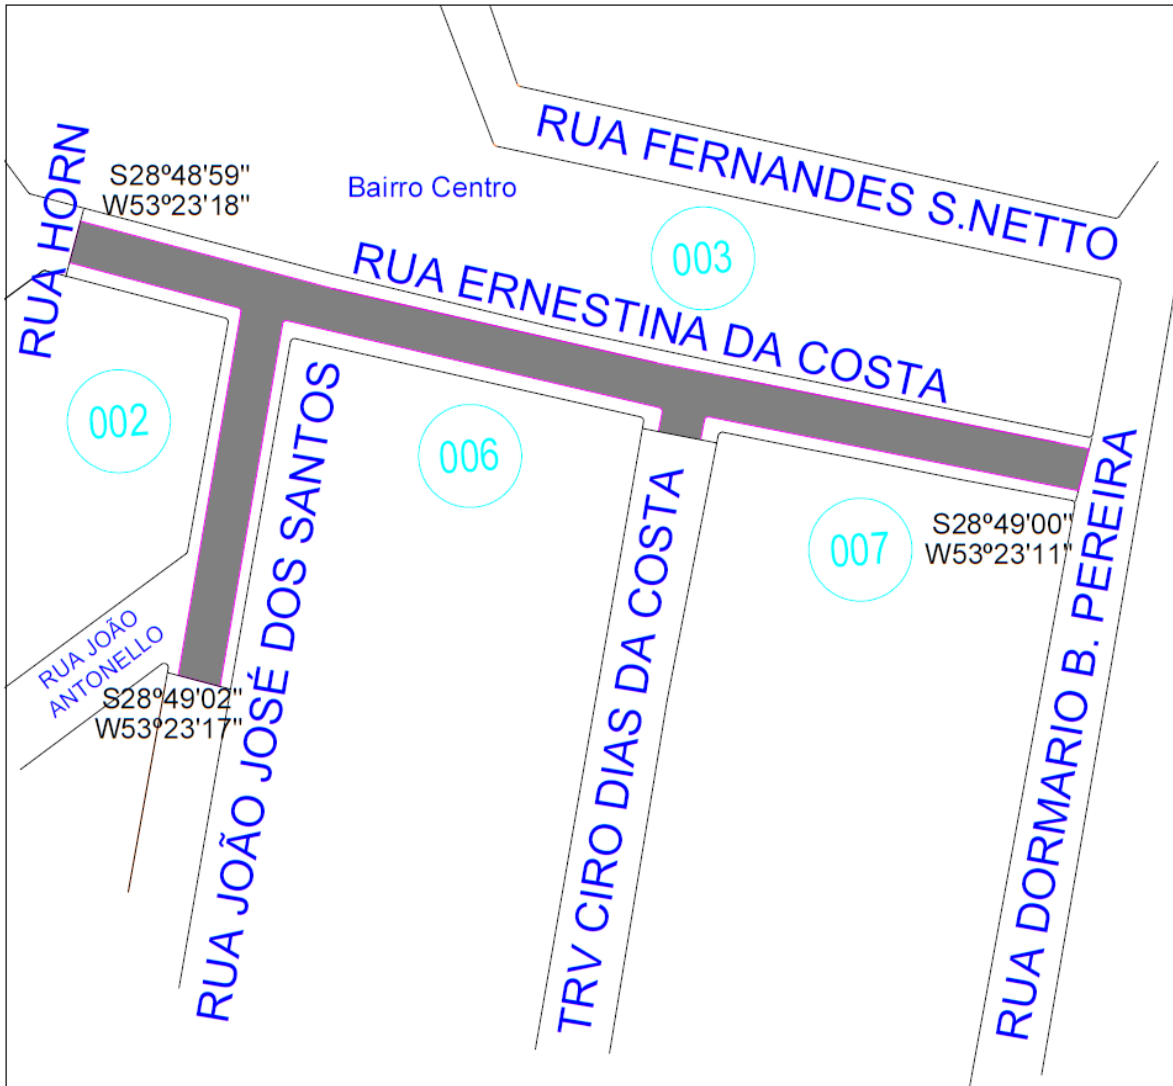 RUA FERNANDES S.NETTO
RUA HORN
S28º48'59"
W53º23'18"
Bairro Centro
003
RUA ERNESTINA DA COSTA
002
006
007
S28º49'00"
W53º23'11"
RUA JOÃO
ANTONELLO
S28º49'02"
W53º23'17"
RUA JOÃO JOSÉ DOS SANTOS
TRV CIRO DIAS DA COSTA
RUA DORMARIO B. PEREIRA